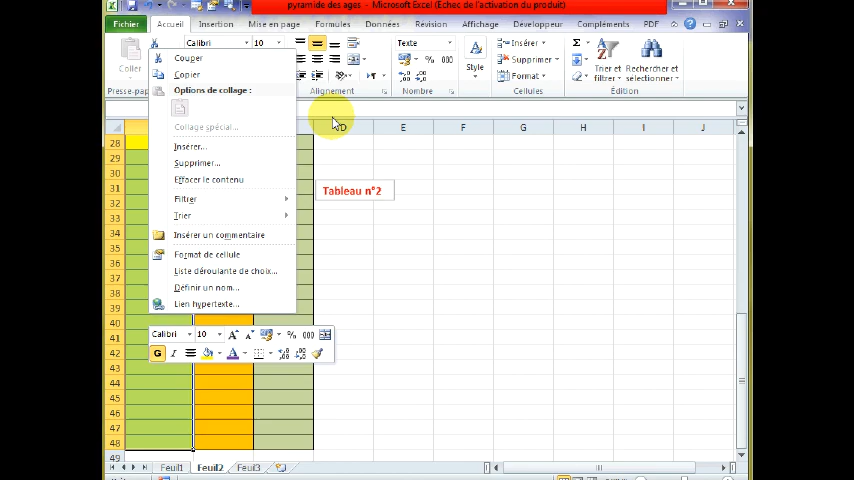 pyramide des ages - Microsoft Excel (Échec de l'activation du produit)
Fichier Accueil Insertion Mise en page Formules Données Révision Affichage Développeur Compléments PDF
Calibri 10 Texte Insérer Σ
Coller Style Supprimer Trier et filtrer Rechercher et sélectionner
% 000 Format
Presse-pap Alignement Nombre Cellules Édition
Couper
Copier
Options de collage :
Collage spécial...
Insérer...
Supprimer...
Effacer le contenu
Filtrer
Trier
Insérer un commentaire
Format de cellule
Liste déroulante de choix...
Définir un nom...
Lien hypertexte...
Calibri 10 A A % 000
G I A
D E F G H I J
28
29
30
31
32
33
34
35
36
37
38
39
40
41
42
43
44
45
46
47
48
49
Tableau n°2
Feuil1 Feuil2 Feuil3